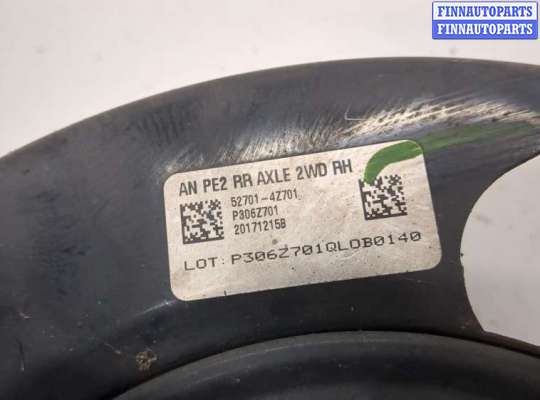 FINNAUTOPARTS
FINNAUTOPARTS
AN PE2 RR AXLE 2WD RH
52701-4Z701
P306Z701
20171215B
LOT: P306Z701QLOB0140